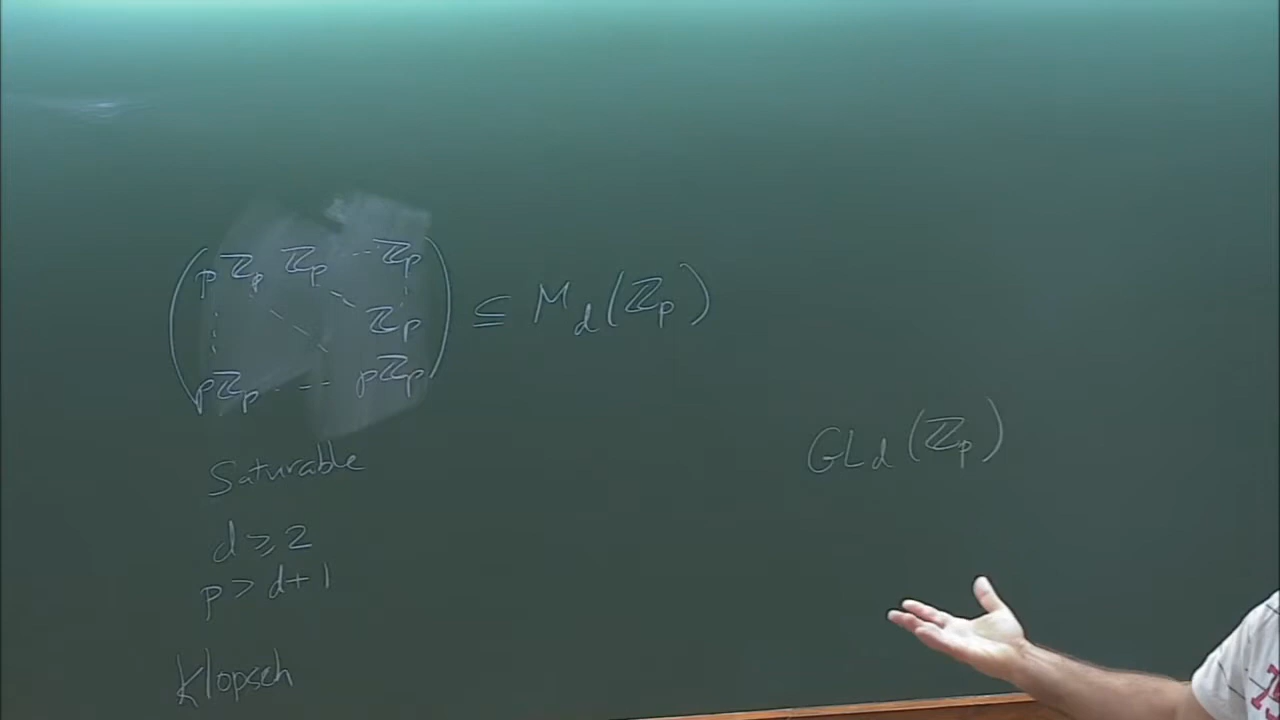 ( pℤₚ ℤₚ --- ℤₚ
ℤₚ
pℤₚ --- pℤₚ ) ⊆ M_d(ℤₚ)
GL_d(ℤₚ)
Saturable
d ≥ 2
p > d+1
Klopsch